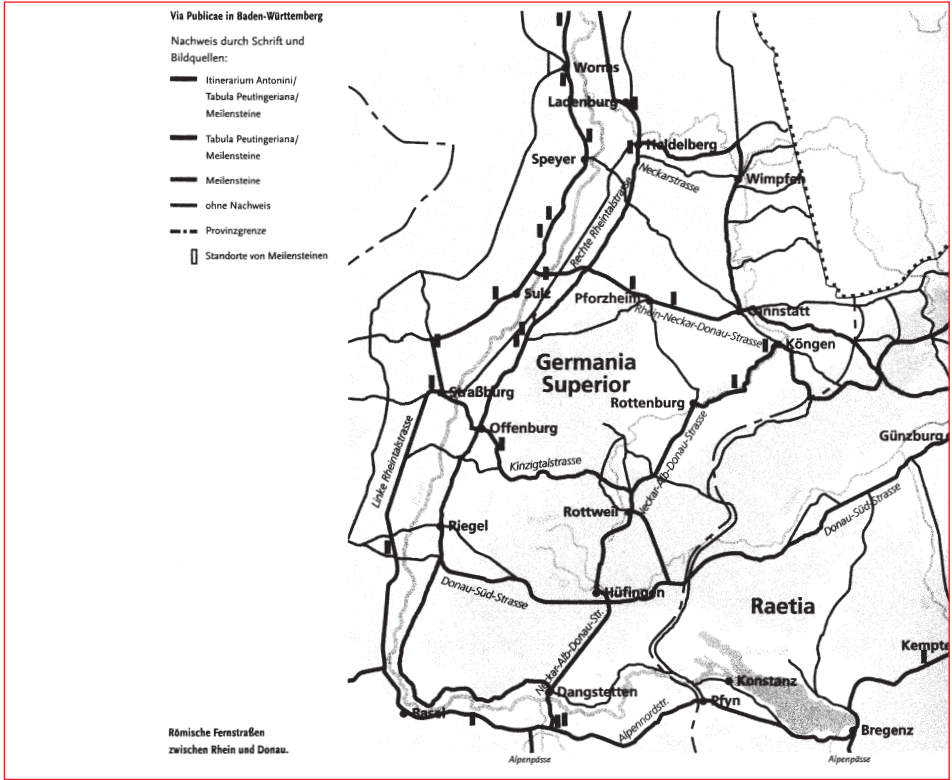 Via Publicae in Baden-Württemberg
Nachweis durch Schrift und
Bildquellen:
Itinerarium Antonini/
Tabula Peutingeriana/
Meilensteine
Tabula Peutingeriana/
Meilensteine
Meilensteine
ohne Nachweis
Provinzgrenze
Standorte von Meilensteinen
Worms
Ladenburg
Heidelberg
Speyer
Neckarstrasse
Wimpfen
Rechte Rheintalstrasse
Sulz
Pforzheim
Rhein-Neckar-Donau-Strasse
Cannstatt
Köngen
Germania
Superior
Straßburg
Rottenburg
Offenburg
Günzburg
Linke Rheintalstrasse
Kinzigtalstrasse
Neckar-Alb-Donau-Strasse
Rottweil
Donau-Süd-Strasse
Riegel
Donau-Süd-Strasse
Hüfingen
Raetia
Neckar-Alb-Donau-Str.
Kempte
Konstanz
Dangstetten
Pfyn
Basel
Alpennordstr.
Bregenz
Römische Fernstraßen
zwischen Rhein und Donau.
Alpenpässe
Alpenpässe